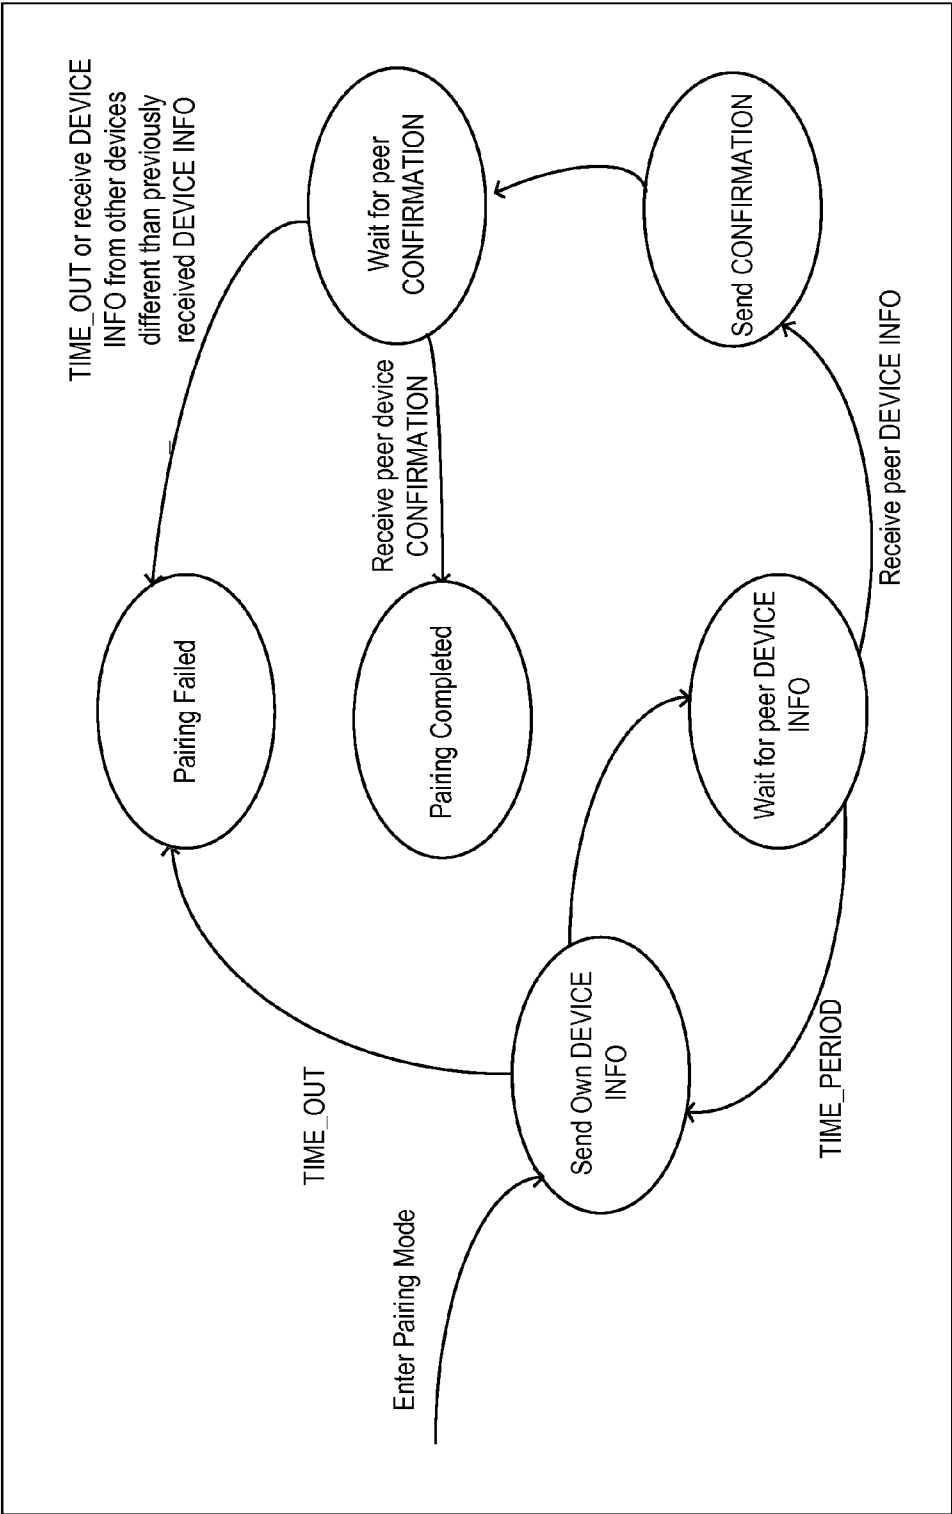 Enter Pairing Mode
TIME_OUT
Send Own DEVICE
INFO
TIME_PERIOD
Pairing Failed
Pairing Completed
Wait for peer DEVICE
INFO
TIME_OUT or receive DEVICE
INFO from other devices
different than previously
received DEVICE INFO
Receive peer device
CONFIRMATION
Receive peer DEVICE INFO
Wait for peer
CONFIRMATION
Send CONFIRMATION